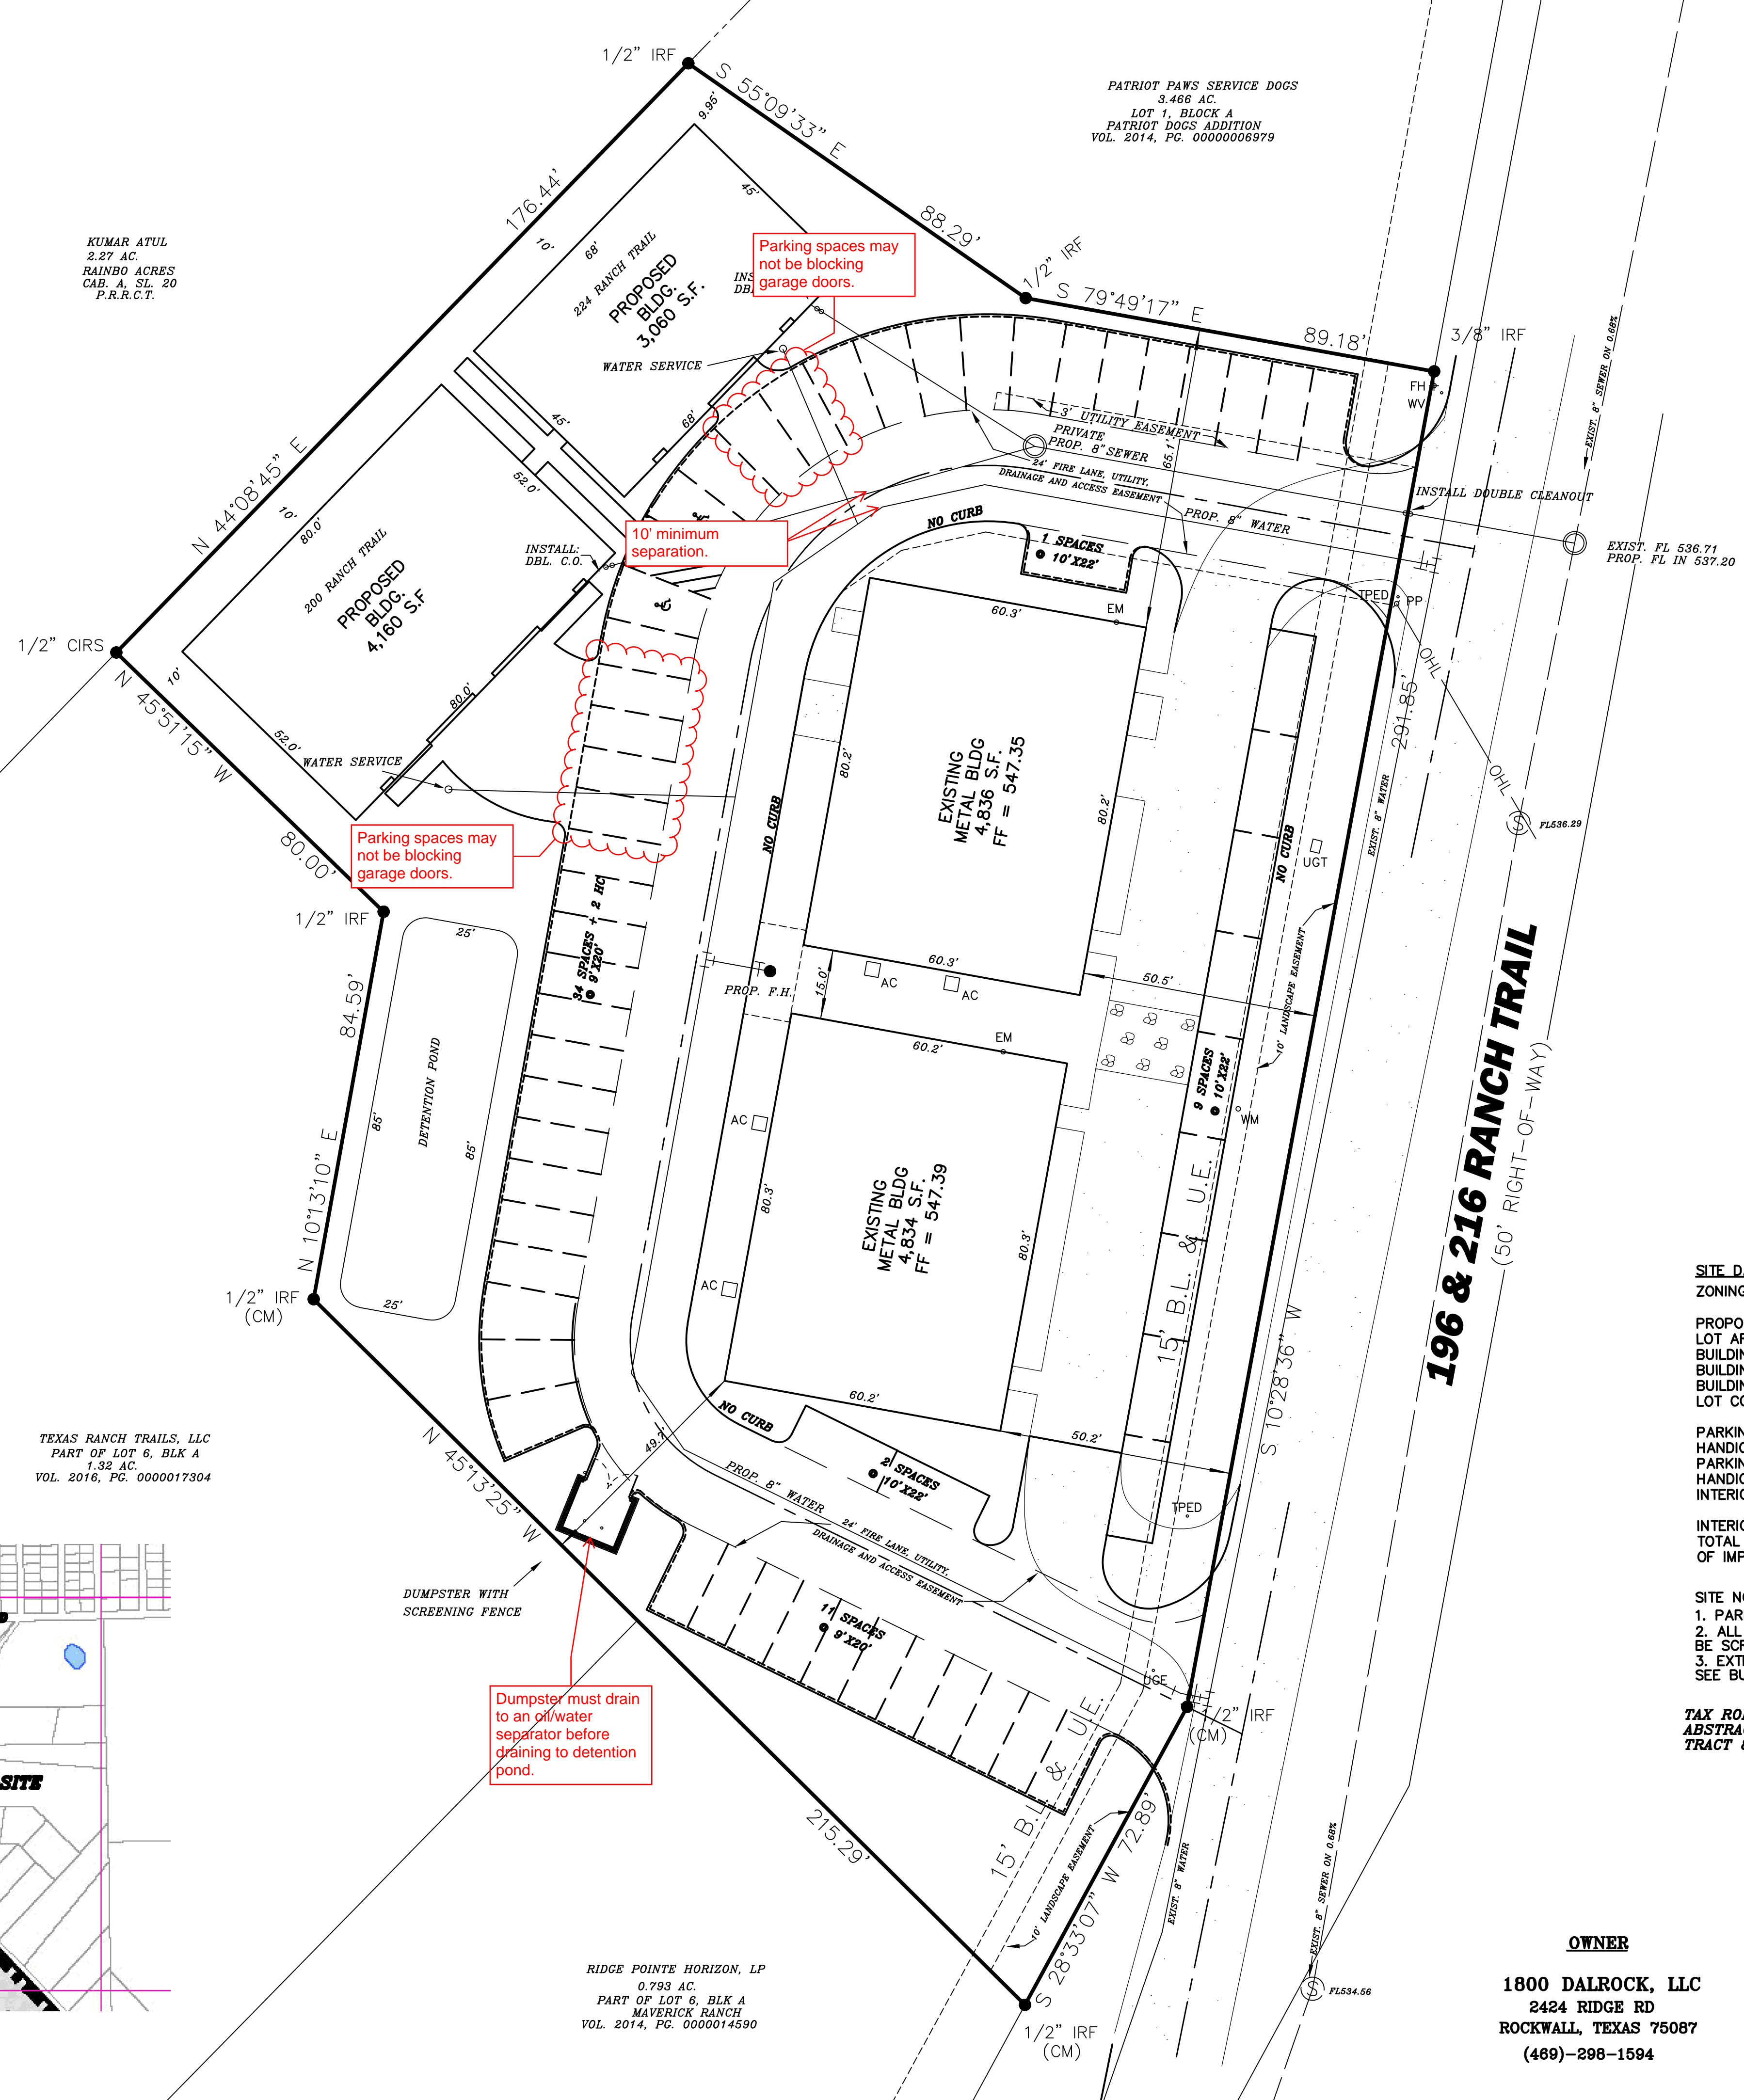 1/2" IRF
S 55°09'33" E
88.29'
PATRIOT PAWS SERVICE DOGS
3.466 AC.
LOT 1, BLOCK A
PATRIOT DOGS ADDITION
VOL. 2014, PG. 00000006979
9.95'
45'
176.44'
10'
68'
224 RANCH TRAIL
PROPOSED
BLDG.
3,060 S.F.
KUMAR ATUL
2.27 AC.
RAINBO ACRES
CAB. A, SL. 20
P.R.R.C.T.
Parking spaces may
not be blocking
garage doors.
1/2" IRF
S 79°49'17" E
89.18'
3/8" IRF
FH
WV
EXIST. 8" SEWER ON 0.68%
WATER SERVICE
45'
68'
3' UTILITY EASEMENT
PRIVATE
PROP. 8" SEWER
65.1'
24' FIRE LANE, UTILITY,
DRAINAGE AND ACCESS EASEMENT
PROP. 8" WATER
INSTALL DOUBLE CLEANOUT
EXIST. FL 536.71
PROP. FL IN 537.20
N 44°08'45" E
52.0'
10'
80.0'
200 RANCH TRAIL
PROPOSED
BLDG.
4,160 S.F
INSTALL:
DBL. C.O.
10' minimum
separation.
NO CURB
1 SPACES
@ 10'X22'
60.3'
EM
TPED
PP
OHL
291.85'
1/2" CIRS
10'
N 45°51'15" W
80.00'
52.0'
80.0'
WATER SERVICE
Parking spaces may
not be blocking
garage doors.
1/2" IRF
80.2'
NO CURB
EXISTING
METAL BLDG
4,836 S.F.
FF = 547.35
80.2'
NO CURB
UGT
EXIST. 8" WATER
OHL
FL536.29
25'
84.59'
34 SPACES + 2 HC
@ 9'X20'
PROP. F.H.
15.0'
60.3'
AC
AC
50.5'
10' LANDSCAPE EASEMENT
196 & 216 RANCH TRAIL
(50' RIGHT-OF-WAY)
DETENTION POND
85'
85'
60.2'
EM
9 SPACES
@ 10'X22'
WM
N 10°13'10" E
AC
80.3'
EXISTING
METAL BLDG
4,834 S.F.
FF = 547.39
80.3'
15' B.L. & U.E.
1/2" IRF
(CM)
25'
AC
S 10°28'36" W
60.2'
NO CURB
50.2'
N 45°13'25" W
49.2'
PROP. 8" WATER
2 SPACES
@ 10'X22'
TPED
TEXAS RANCH TRAILS, LLC
PART OF LOT 6, BLK A
1.32 AC.
VOL. 2016, PG. 0000017304
24' FIRE LANE, UTILITY,
DRAINAGE AND ACCESS EASEMENT
DUMPSTER WITH
SCREENING FENCE
11 SPACES
@ 9'X20'
UGE
1/2" IRF
(CM)
Dumpster must drain
to an oil/water
separator before
draining to detention
pond.
15' B.L. & U.E.
10' LANDSCAPE EASEMENT
S 28°33'07" W 72.89'
EXIST. 8" WATER
EXIST. 8" SEWER ON 0.68%
215.29'
FL534.56
SITE
RIDGE POINTE HORIZON, LP
0.793 AC.
PART OF LOT 6, BLK A
MAVERICK RANCH
VOL. 2014, PG. 0000014590
1/2" IRF
(CM)
SITE
ZONING
LOT
SITE
1. PAR
2. ALL
BE
3.
SEE
TAX
TRACT
OWNER
1800 DALROCK, LLC
2424 RIDGE RD
ROCKWALL, TEXAS 75087
(469)-298-1594